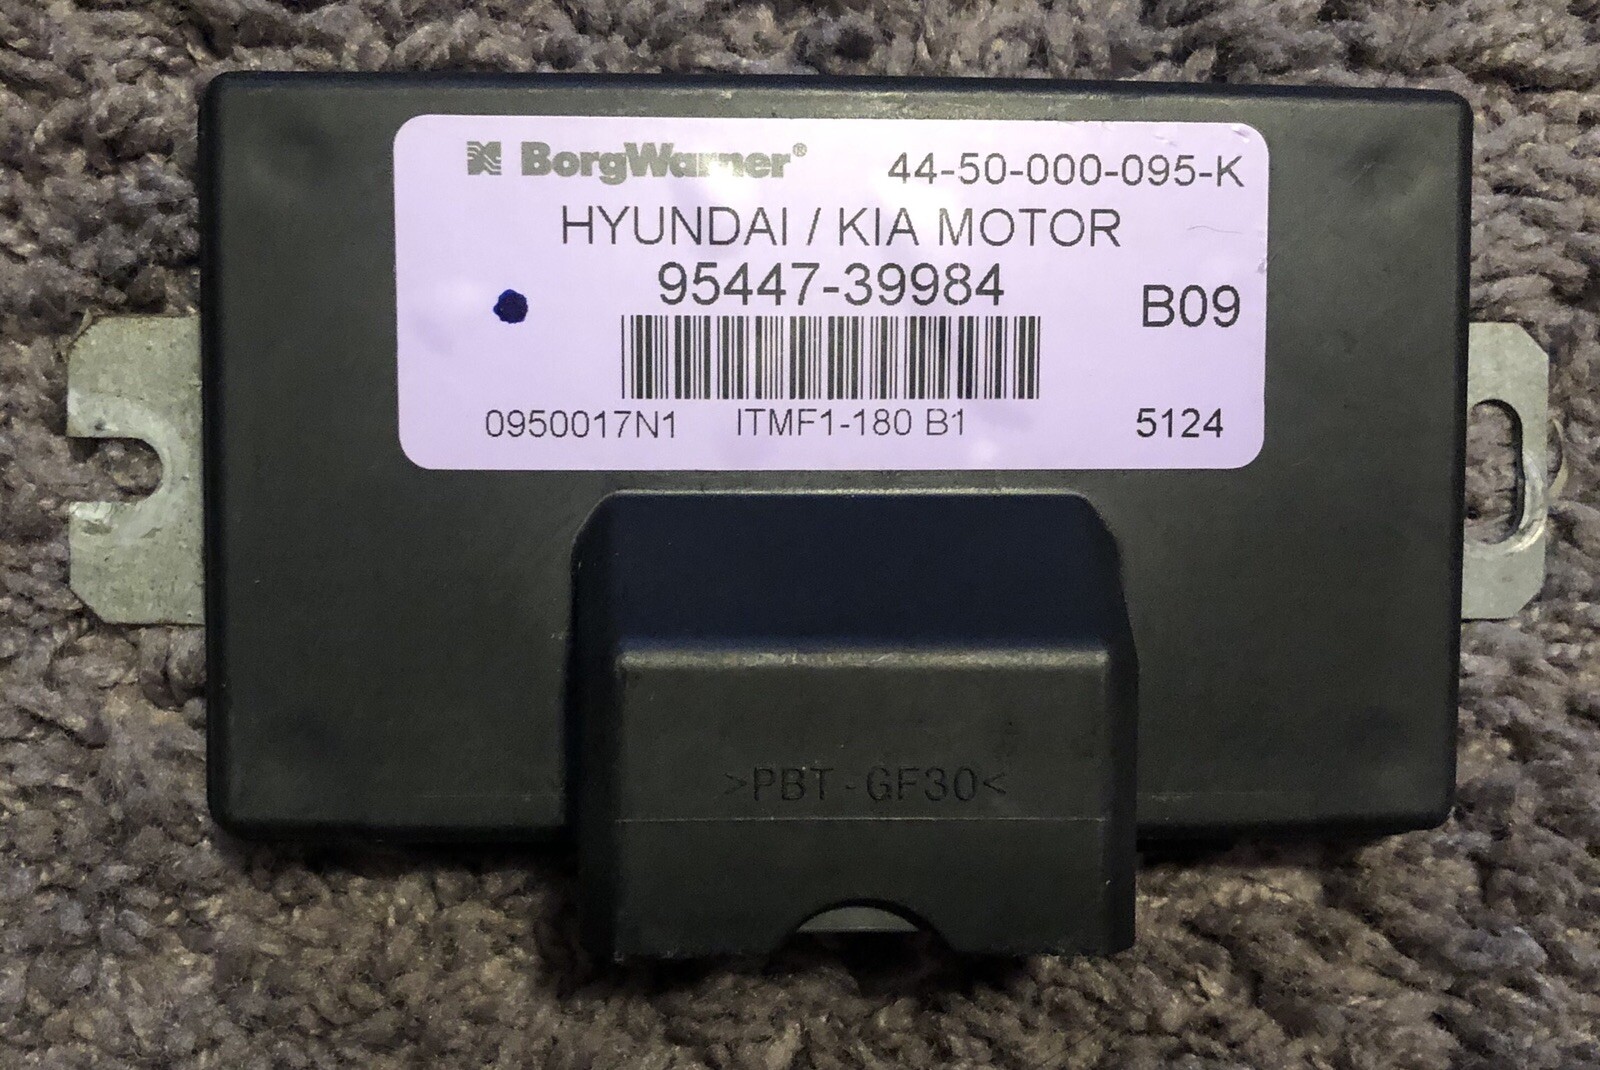 BorgWarner® 44-50-000-095-K
HYUNDAI / KIA MOTOR
95447-39984
B09
0950017N1 ITMF1-180 B1 5124
>PBT-GF30<